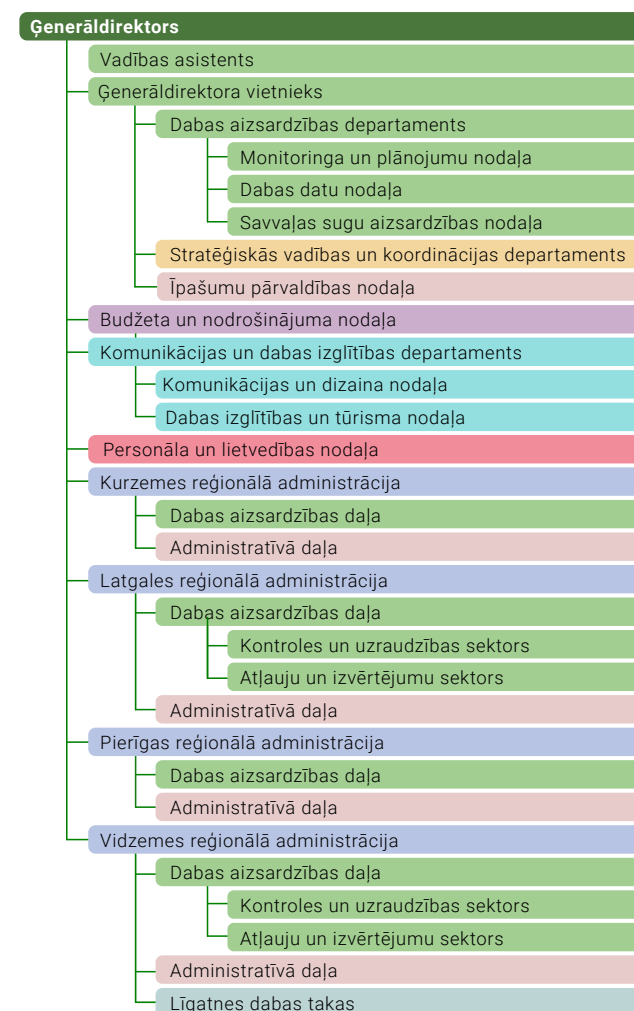 Ģenerāldirektors
Vadības asistents
Ģenerāldirektora vietnieks
Dabas aizsardzības departaments
Monitoringa un plānojumu nodaļa
Dabas datu nodaļa
Savvaļas sugu aizsardzības nodaļa
Stratēģiskās vadības un koordinācijas departaments
Īpašumu pārvaldības nodaļa
Budžeta un nodrošinājuma nodaļa
Komunikācijas un dabas izglītības departaments
Komunikācijas un dizaina nodaļa
Dabas izglītības un tūrisma nodaļa
Personāla un lietvedības nodaļa
Kurzemes reģionālā administrācija
Dabas aizsardzības daļa
Administratīvā daļa
Latgales reģionālā administrācija
Dabas aizsardzības daļa
Kontroles un uzraudzības sektors
Atļauju un izvērtējumu sektors
Administratīvā daļa
Pierīgas reģionālā administrācija
Dabas aizsardzības daļa
Administratīvā daļa
Vidzemes reģionālā administrācija
Dabas aizsardzības daļa
Kontroles un uzraudzības sektors
Atļauju un izvērtējumu sektors
Administratīvā daļa
Līgatnes dabas takas